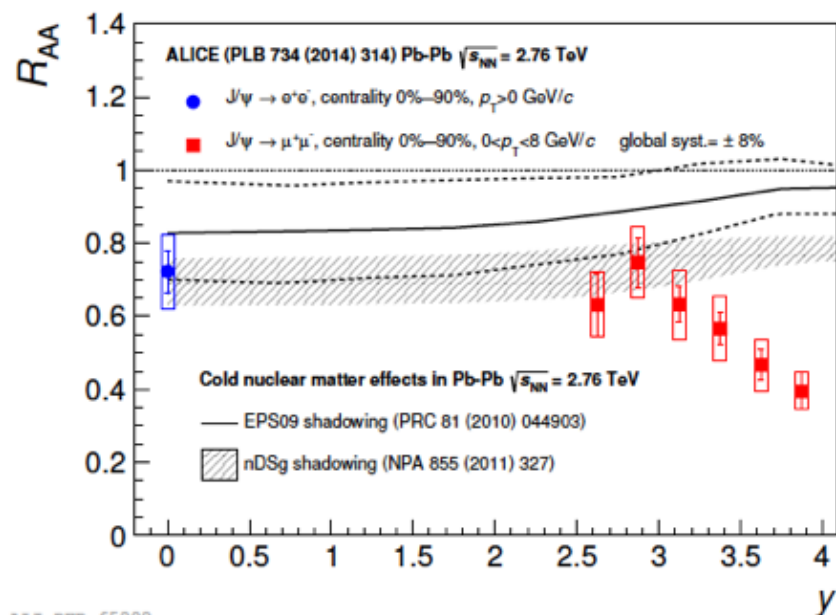 R_AA
1.4
1.2
1
0.8
0.6
0.4
0.2
0
ALICE (PLB 734 (2014) 314) Pb-Pb √s_NN = 2.76 TeV
J/ψ → e⁺e⁻, centrality 0%–90%, p_T>0 GeV/c
J/ψ → μ⁺μ⁻, centrality 0%–90%, 0<p_T<8 GeV/c global syst.= ± 8%
Cold nuclear matter effects in Pb-Pb √s_NN = 2.76 TeV
EPS09 shadowing (PRC 81 (2010) 044903)
nDSg shadowing (NPA 855 (2011) 327)
0 0.5 1 1.5 2 2.5 3 3.5 4
y